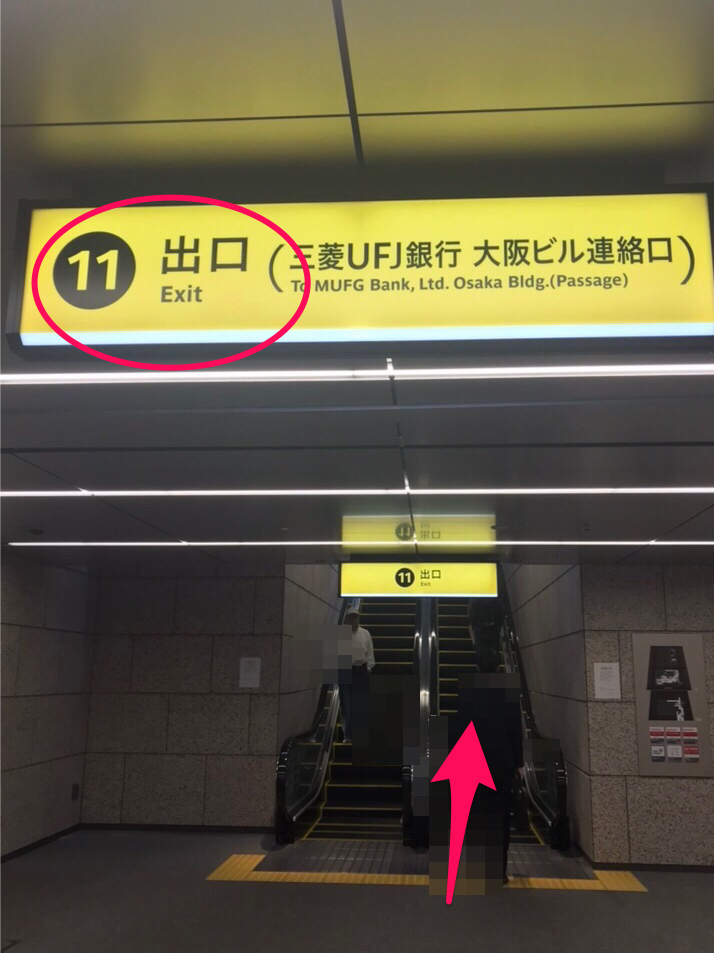 11 出口 (三菱UFJ銀行 大阪ビル連絡口)
Exit To MUFG Bank, Ltd. Osaka Bldg.(Passage)
11 出口
Exit